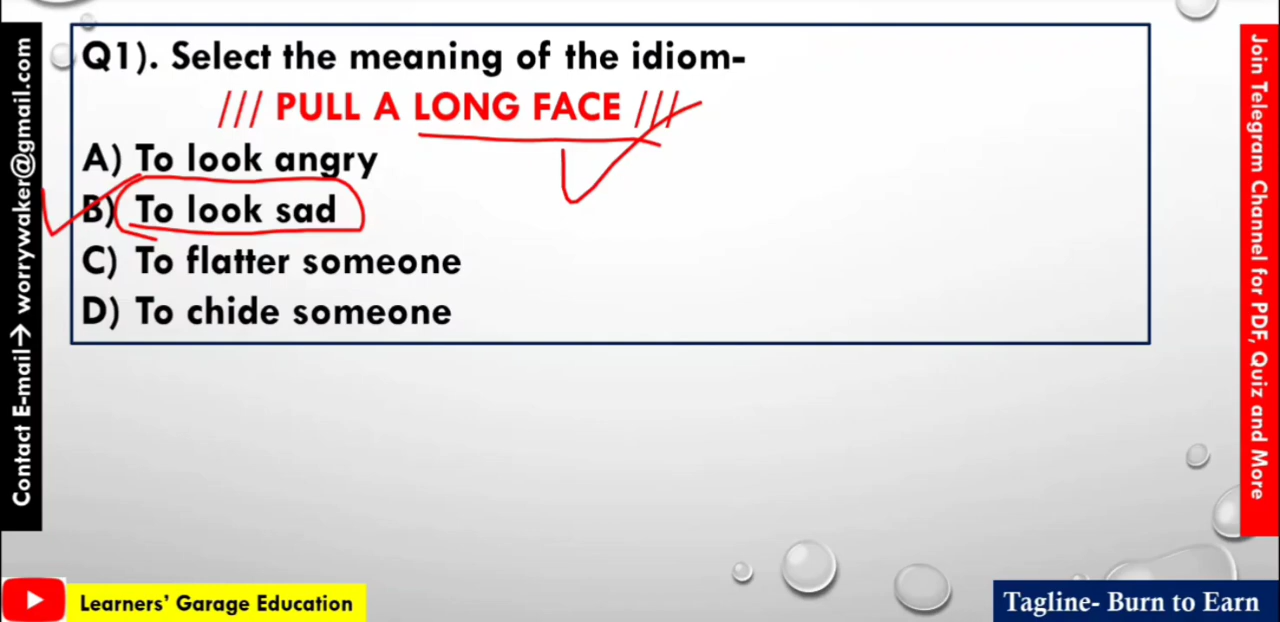 Q1). Select the meaning of the idiom-
/// PULL A LONG FACE ///
A) To look angry
B) To look sad
C) To flatter someone
D) To chide someone
Contact E-mail→ worrywaker@gmail.com
Join Telegram Channel for PDF, Quiz and More
Learners' Garage Education
Tagline- Burn to Earn